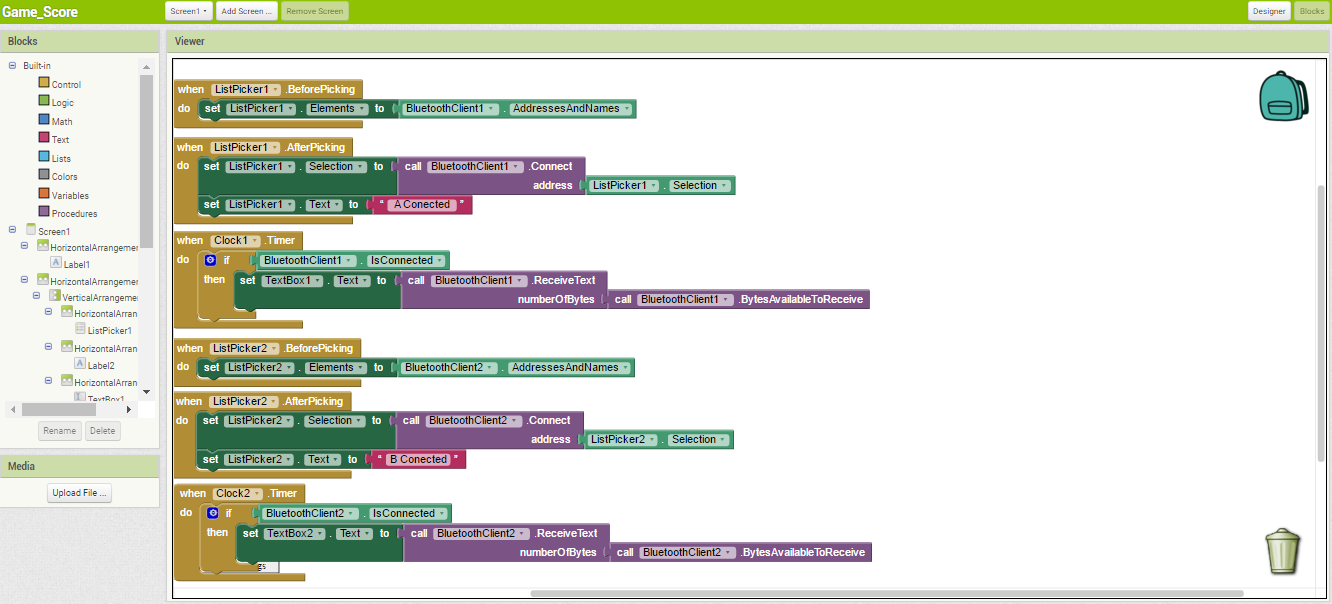 Game_Score Screen1 Add Screen ... Remove Screen Designer Blocks
Blocks Viewer
Built-in
Control
Logic
Math
Text
Lists
Colors
Variables
Procedures
Screen1
HorizontalArrangemer
Label1
HorizontalArrangemer
VerticalArrangemen
HorizontalArran
ListPicker1
HorizontalArran
Label2
HorizontalArran
TextBox1
Rename Delete
Media
Upload File ...
when ListPicker1 .BeforePicking
do set ListPicker1 . Elements to BluetoothClient1 . AddressesAndNames
when ListPicker1 .AfterPicking
do set ListPicker1 . Selection to call BluetoothClient1 .Connect
address ListPicker1 . Selection
set ListPicker1 . Text to " A Conected "
when Clock1 .Timer
do if BluetoothClient1 . IsConnected
then set TextBox1 . Text to call BluetoothClient1 .ReceiveText
numberOfBytes call BluetoothClient1 .BytesAvailableToReceive
when ListPicker2 .BeforePicking
do set ListPicker2 . Elements to BluetoothClient2 . AddressesAndNames
when ListPicker2 .AfterPicking
do set ListPicker2 . Selection to call BluetoothClient2 .Connect
address ListPicker2 . Selection
set ListPicker2 . Text to " B Conected "
when Clock2 .Timer
do if BluetoothClient2 . IsConnected
then set TextBox2 . Text to call BluetoothClient2 .ReceiveText
numberOfBytes call BluetoothClient2 .BytesAvailableToReceive
gs